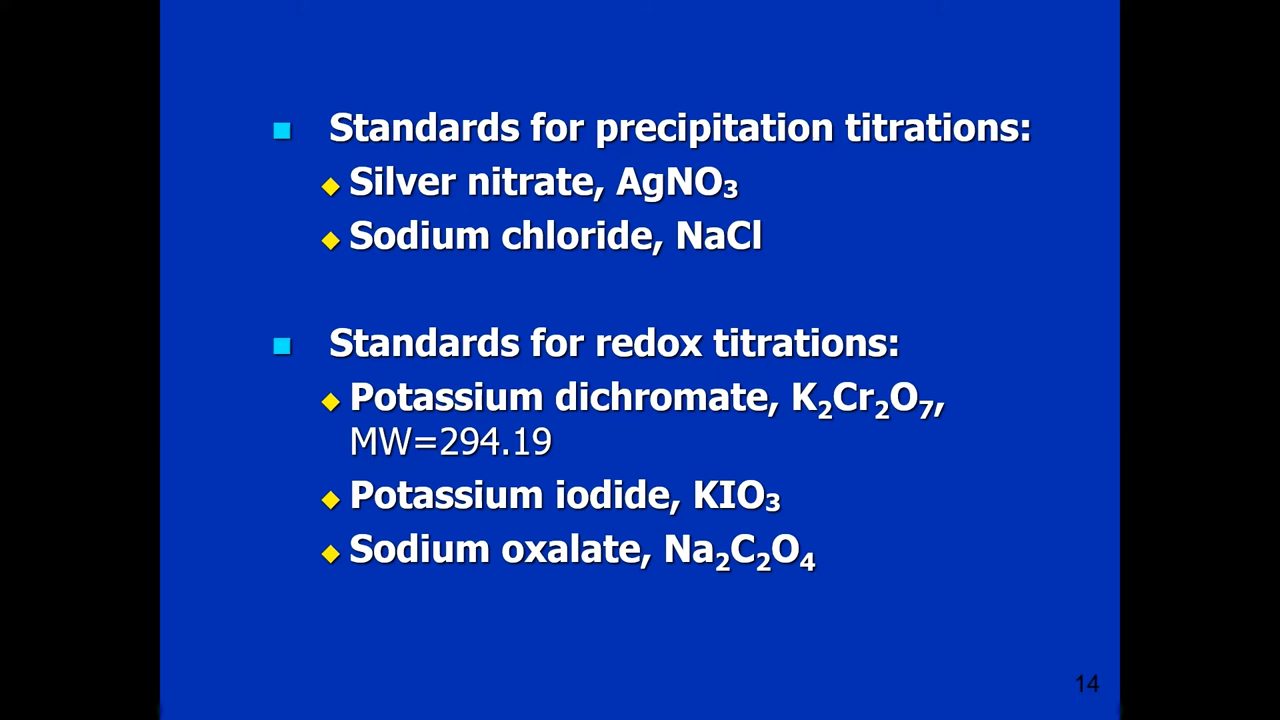 Standards for precipitation titrations:
Silver nitrate, AgNO₃
Sodium chloride, NaCl
Standards for redox titrations:
Potassium dichromate, K₂Cr₂O₇,
MW=294.19
Potassium iodide, KIO₃
Sodium oxalate, Na₂C₂O₄
14